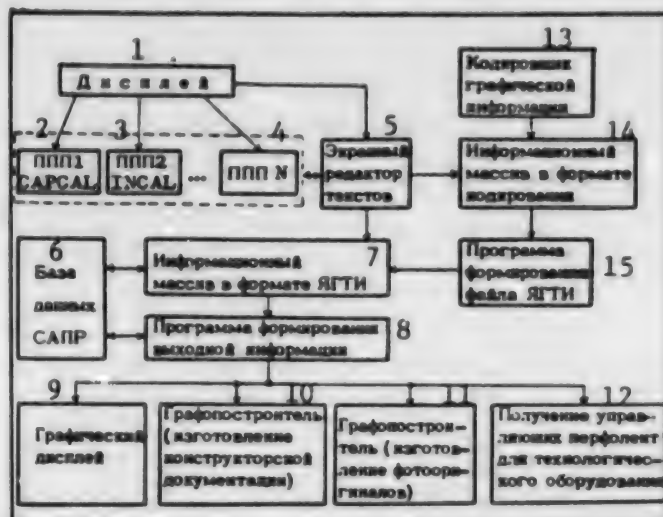 1
13
Дисплей
Кодировщик
графической
информации
2
3
4
5
14
ППП1
CAPCAL
ППП2
INCAL
...
ППП N
Экранный
редактор
текстов
Информационный
массив в формате
кодирования
6
База
данных
САПР
7
Информационный
массив в формате ЯГТИ
Программа
формирования
файла ЯГТИ
15
Программа формирования
выходной информации
8
9
10
11
12
Графический
дисплей
Графопостроитель
(изготовление
конструкторской
документации)
Графопострои-
тель (изготов-
ление фотоори-
гиналов)
Получение управ-
ляющих перфолент
для технологичес-
кого оборудования